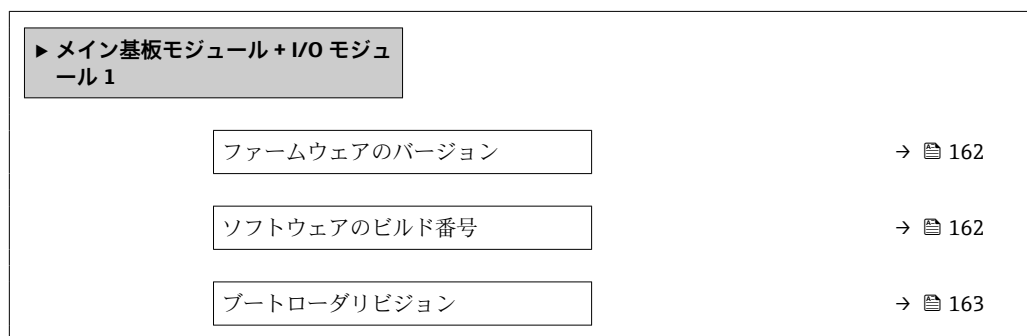 ▶ メイン基板モジュール + I/O モジュ
ール 1
ファームウェアのバージョン → 🖹 162
ソフトウェアのビルド番号 → 🖹 162
ブートローダリビジョン → 🖹 163